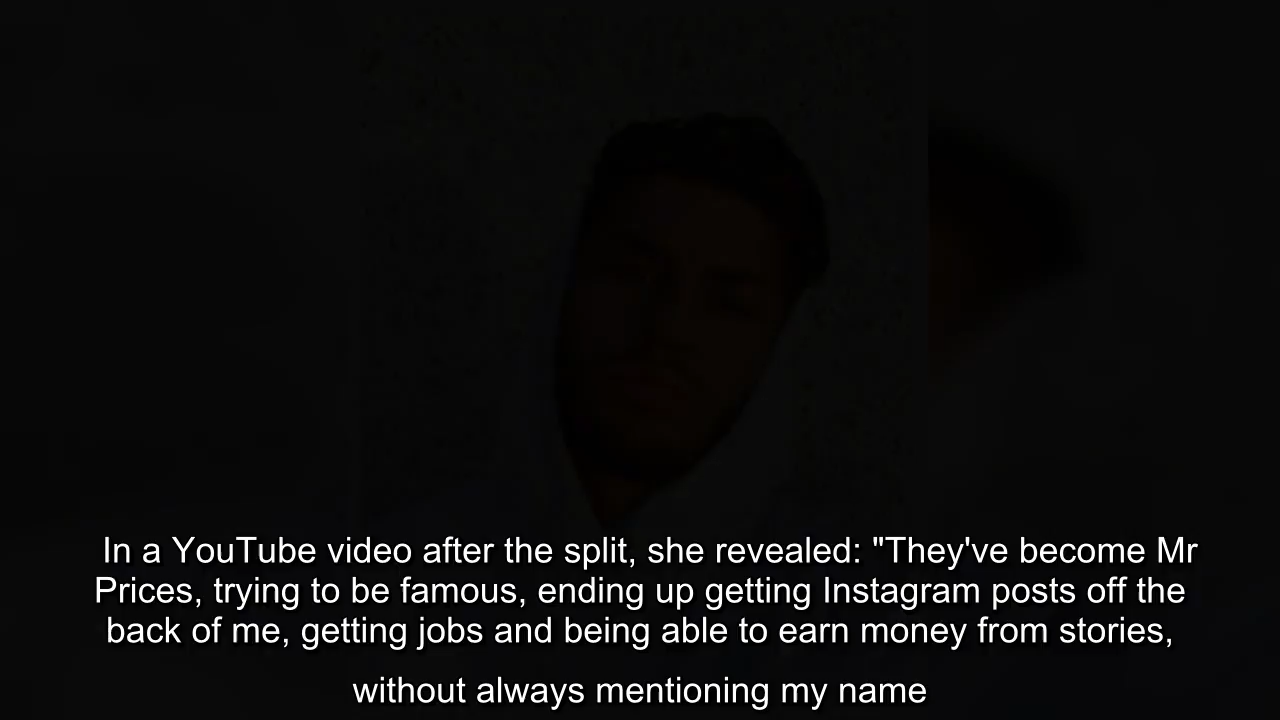 In a YouTube video after the split, she revealed: "They've become Mr
Prices, trying to be famous, ending up getting Instagram posts off the
back of me, getting jobs and being able to earn money from stories,
without always mentioning my name